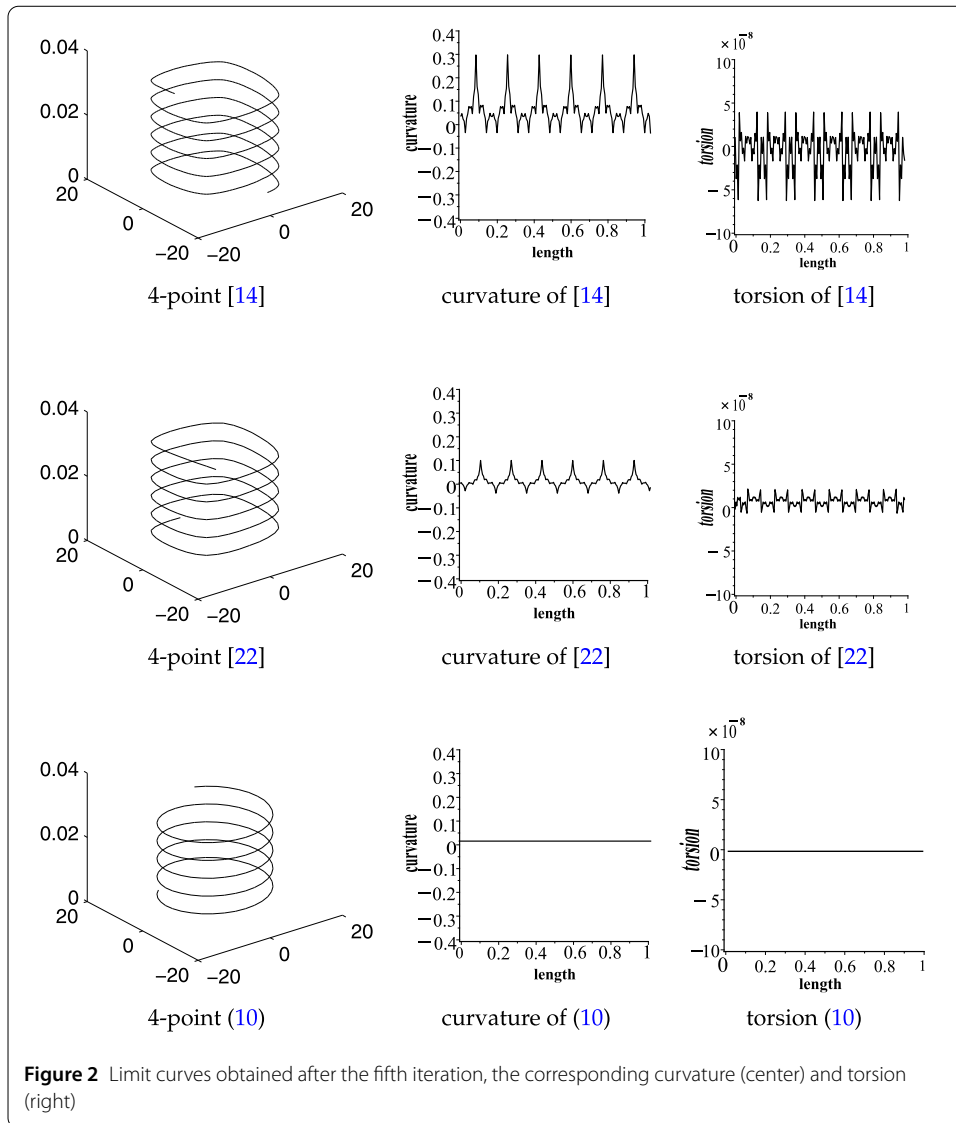 0.04
0.02
0
20
0
−20
−20
0
20
4-point [14]
0.4
0.3
0.2
0.1
0
−0.1
−0.2
−0.3
−0.4
curvature
0 0.2 0.4 0.6 0.8 1
length
curvature of [14]
× 10⁻⁸
10
5
0
−5
−10
torsion
0 0.2 0.4 0.6 0.8 1
length
torsion of [14]
0.04
0.02
0
20
0
−20
−20
0
20
4-point [22]
0.4
0.3
0.2
0.1
0
−0.1
−0.2
−0.3
−0.4
curvature
0 0.2 0.4 0.6 0.8 1
length
curvature of [22]
× 10⁻⁸
10
5
0
−5
−10
torsion
0 0.2 0.4 0.6 0.8 1
length
torsion of [22]
0.04
0.02
0
20
0
−20
−20
0
20
4-point (10)
0.4
0.3
0.2
0.1
0
−0.1
−0.2
−0.3
−0.4
curvature
0 0.2 0.4 0.6 0.8 1
length
curvature of (10)
× 10⁻⁸
10
5
0
−5
−10
torsion
0 0.2 0.4 0.6 0.8 1
length
torsion (10)
Figure 2 Limit curves obtained after the fifth iteration, the corresponding curvature (center) and torsion
(right)